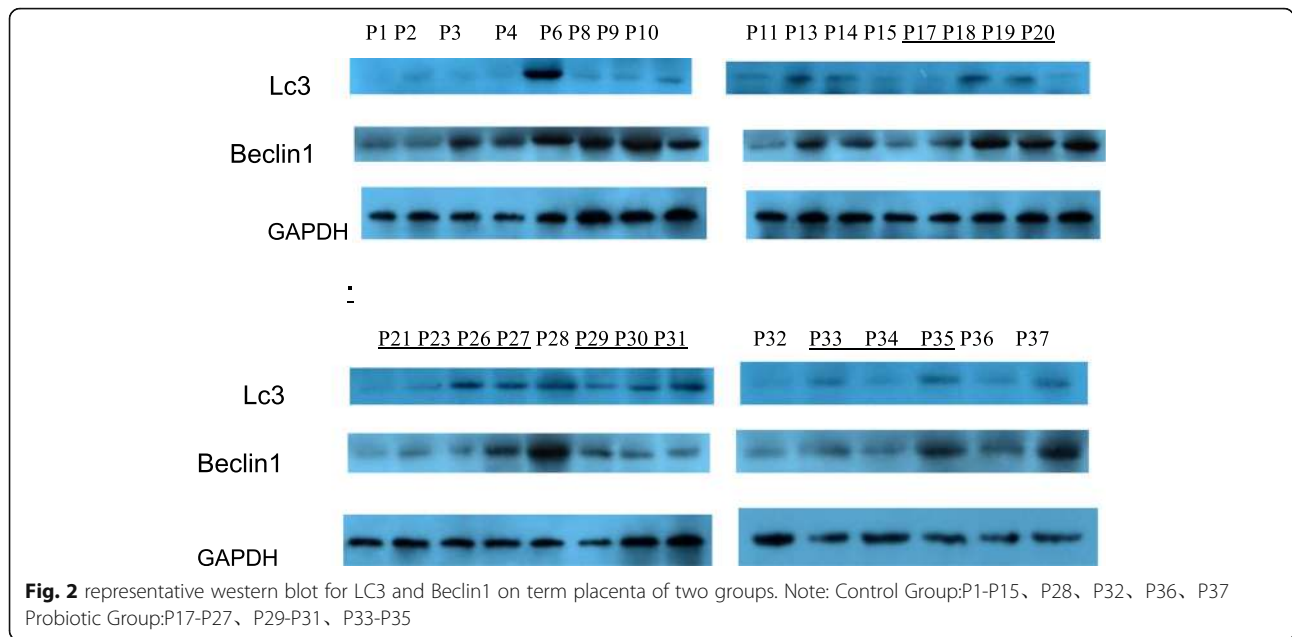 P1 P2 P3 P4 P6 P8 P9 P10 P11 P13 P14 P15 P17 P18 P19 P20
Lc3
Beclin1
GAPDH
.
P21 P23 P26 P27 P28 P29 P30 P31 P32 P33 P34 P35 P36 P37
Lc3
Beclin1
GAPDH
Fig. 2 representative western blot for LC3 and Beclin1 on term placenta of two groups. Note: Control Group:P1-P15、P28、P32、P36、P37
Probiotic Group:P17-P27、P29-P31、P33-P35